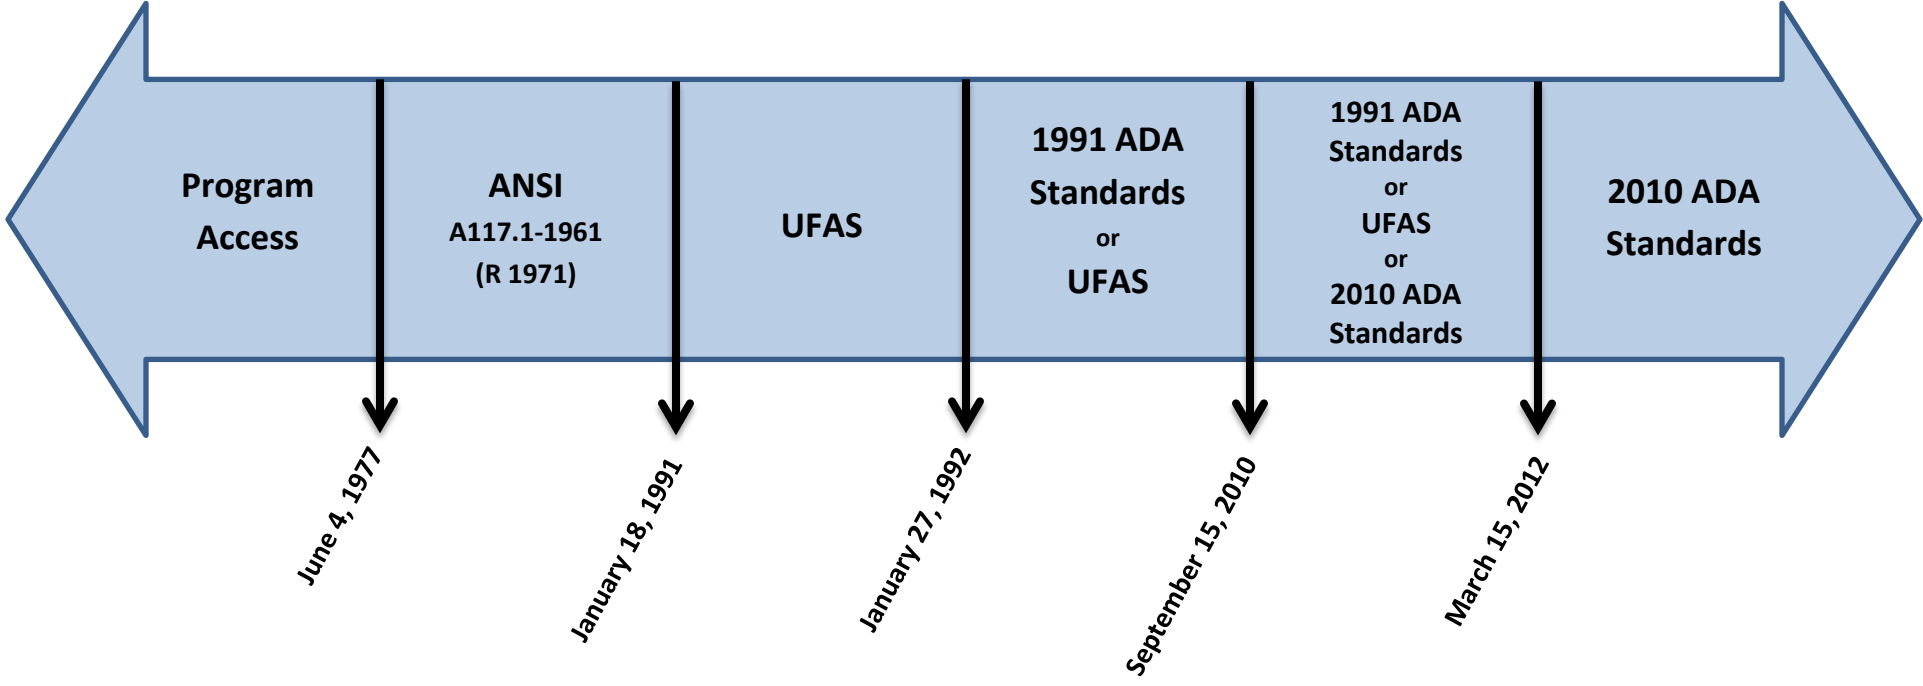 Program
Access
ANSI
A117.1-1961
(R 1971)
UFAS
1991 ADA
Standards
or
UFAS
1991 ADA
Standards
or
UFAS
or
2010 ADA
Standards
2010 ADA
Standards
June 4, 1977
January 18, 1991
January 27, 1992
September 15, 2010
March 15, 2012